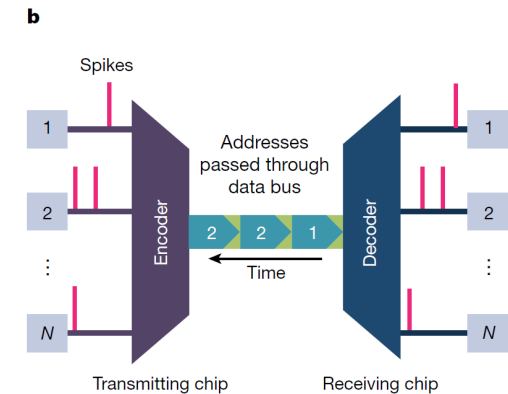 b
Spikes
1
2
⋮
N
Encoder
Addresses
passed through
data bus
2 2 1
Time
Decoder
1
2
⋮
N
Transmitting chip
Receiving chip